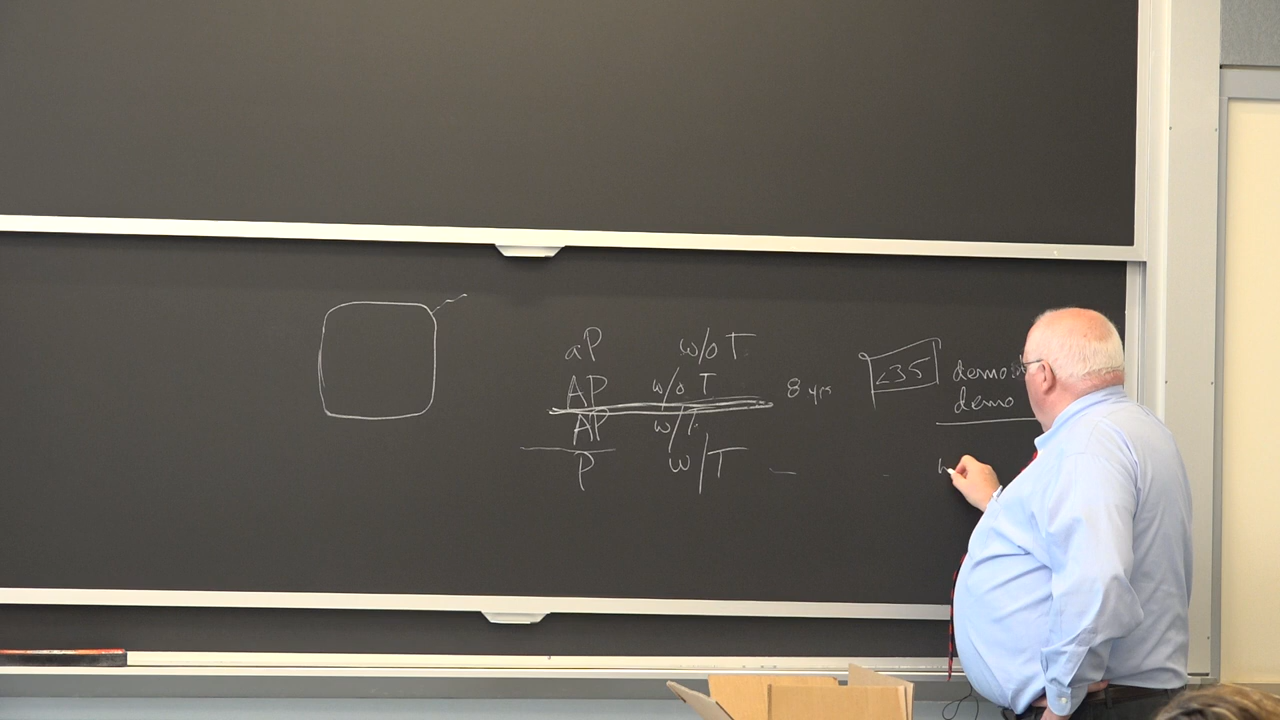 aP w/o T.
AP w/o T 8 yrs <35 demo
AP w/T. demo
P w/T —